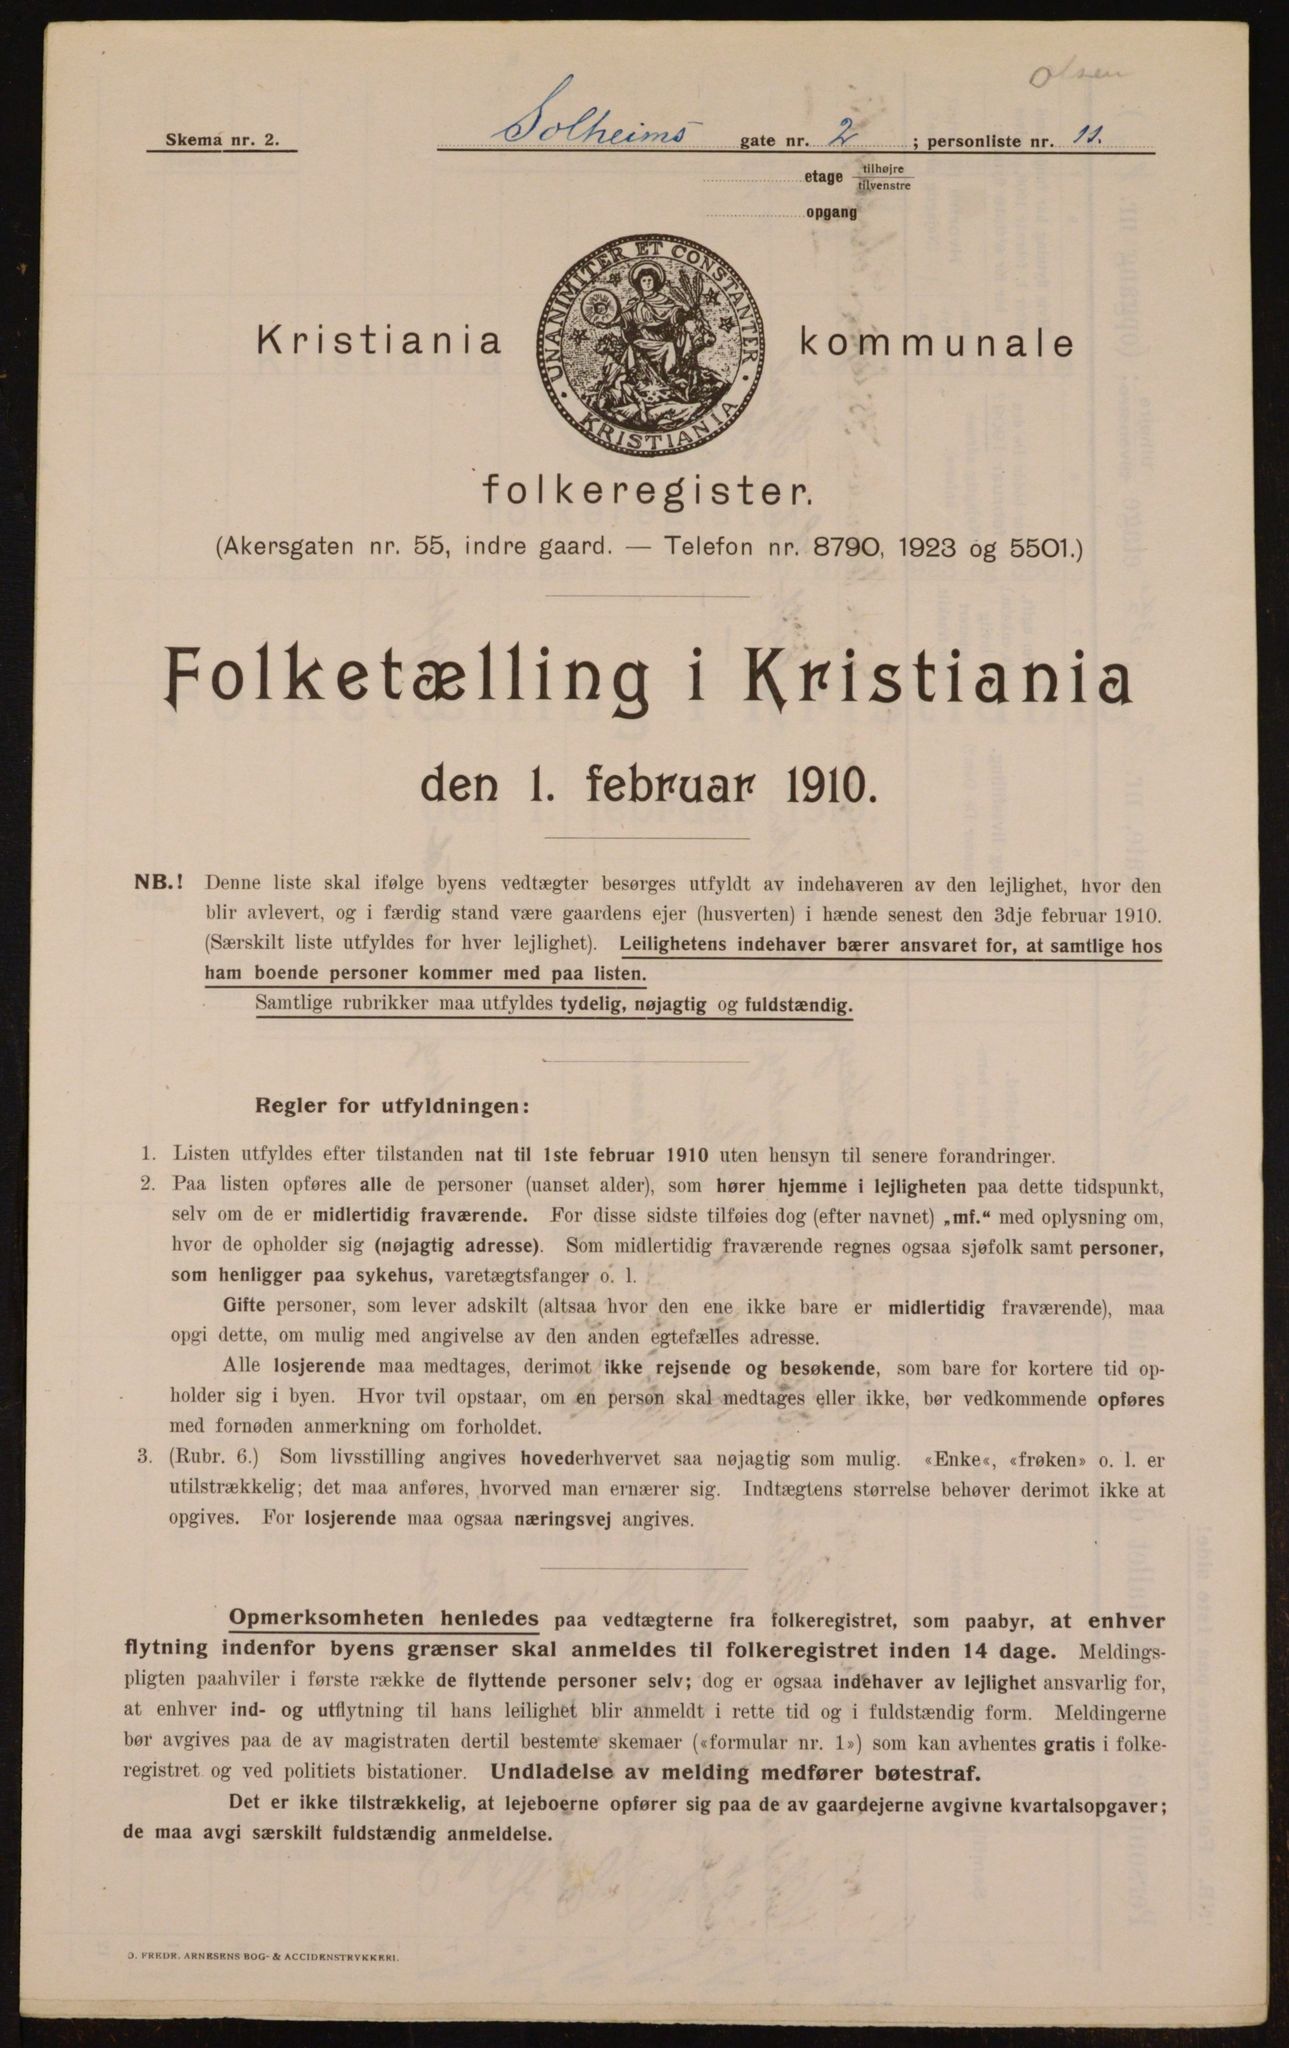 Olsen
Skema nr. 2.
Solheims gate nr. 2 ; personliste nr. 11.
etage tilhøjre
tilvenstre
opgang
UNANIMITER ET CONSTANTER
KRISTIANIA
Kristiania kommunale
folkeregister.
(Akersgaten nr. 55, indre gaard. — Telefon nr. 8790, 1923 og 5501.)
Folketælling i Kristiania
den 1. februar 1910.
NB.! Denne liste skal ifølge byens vedtægter besørges utfyldt av indehaveren av den lejlighet, hvor den
blir avlevert, og i færdig stand være gaardens ejer (husverten) i hænde senest den 3dje februar 1910.
(Særskilt liste utfyldes for hver lejlighet). Leilighetens indehaver bærer ansvaret for, at samtlige hos
ham boende personer kommer med paa listen.
Samtlige rubrikker maa utfyldes tydelig, nøjagtig og fuldstændig.
Regler for utfyldningen:
1. Listen utfyldes efter tilstanden nat til 1ste februar 1910 uten hensyn til senere forandringer.
2. Paa listen opføres alle de personer (uanset alder), som hører hjemme i lejligheten paa dette tidspunkt,
selv om de er midlertidig fraværende. For disse sidste tilføies dog (efter navnet) „mf.“ med oplysning om,
hvor de opholder sig (nøjagtig adresse). Som midlertidig fraværende regnes ogsaa sjøfolk samt personer,
som henligger paa sykehus, varetægtsfanger o. l.
Gifte personer, som lever adskilt (altsaa hvor den ene ikke bare er midlertidig fraværende), maa
opgi dette, om mulig med angivelse av den anden egtefælles adresse.
Alle losjerende maa medtages, derimot ikke rejsende og besøkende, som bare for kortere tid op-
holder sig i byen. Hvor tvil opstaar, om en person skal medtages eller ikke, bør vedkommende opføres
med fornøden anmerkning om forholdet.
3. (Rubr. 6.) Som livsstilling angives hovederhvervet saa nøjagtig som mulig. «Enke«, «frøken» o. l. er
utilstrækkelig; det maa anføres, hvorved man ernærer sig. Indtægtens størrelse behøver derimot ikke at
opgives. For losjerende maa ogsaa næringsvej angives.
Opmerksomheten henledes paa vedtægterne fra folkeregistret, som paabyr, at enhver
flytning indenfor byens grænser skal anmeldes til folkeregistret inden 14 dage. Meldings-
pligten paahviler i første række de flyttende personer selv; dog er ogsaa indehaver av lejlighet ansvarlig for,
at enhver ind- og utflytning til hans leilighet blir anmeldt i rette tid og i fuldstændig form. Meldingerne
bør avgives paa de av magistraten dertil bestemte skemaer («formular nr. 1») som kan avhentes gratis i folke-
registret og ved politiets bistationer. Undladelse av melding medfører bøtestraf.
Det er ikke tilstrækkelig, at lejeboerne opfører sig paa de av gaardejerne avgivne kvartalsopgaver;
de maa avgi særskilt fuldstændig anmeldelse.
O. FREDR. ARNESENS BOG- & ACCIDENSTRYKKERI.